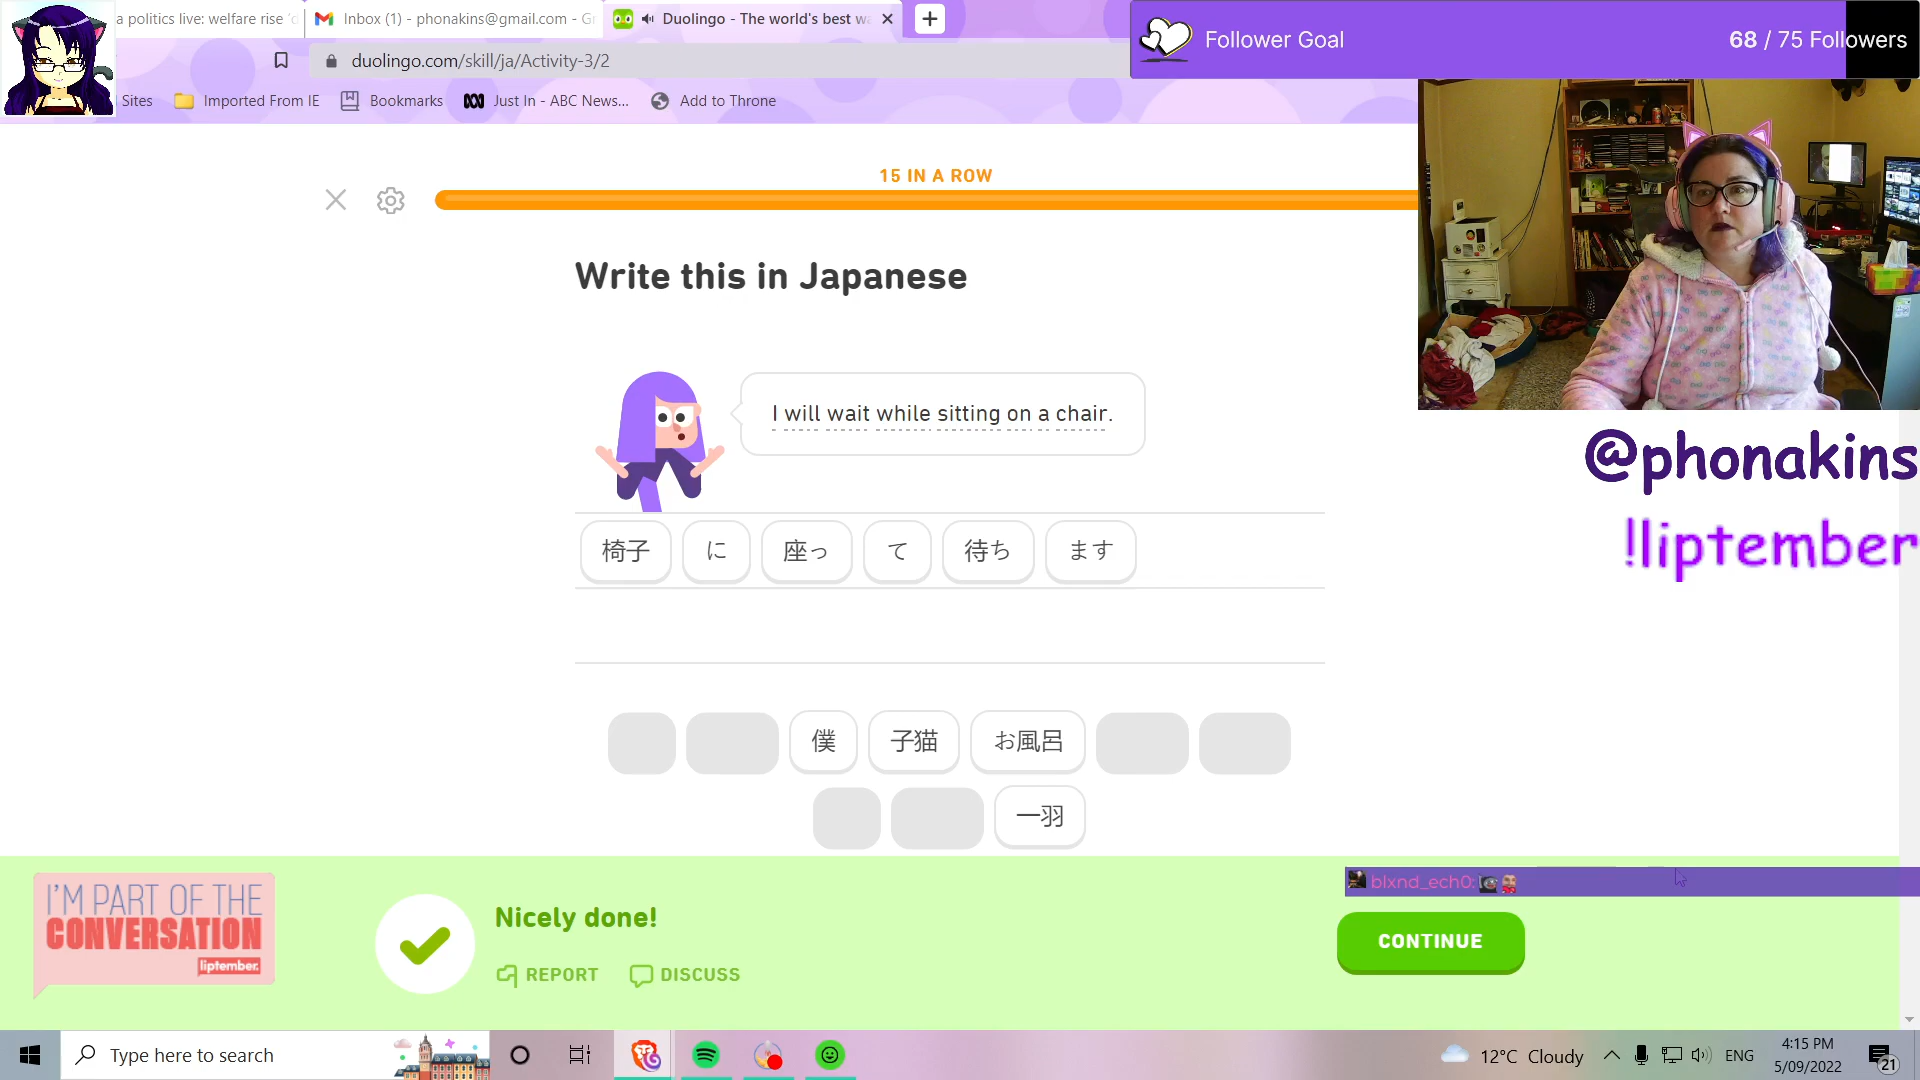 a politics live: welfare rise 'd
Inbox (1) - phonakins@gmail.com - Gr
Duolingo - The world's best wa
Follower Goal
68 / 75 Followers
duolingo.com/skill/ja/Activity-3/2
Sites
Imported From IE
Bookmarks
Just In - ABC News...
Add to Throne
15 IN A ROW
Write this in Japanese
I will wait while sitting on a chair.
@phonakins
!liptember
椅子 に 座っ て 待ち ます
僕 子猫 お風呂
一羽
I'M PART OF THE
CONVERSATION
liptember.
Nicely done!
REPORT
DISCUSS
blxnd_ech0:
CONTINUE
Type here to search
12°C Cloudy
ENG
4:15 PM
5/09/2022
21